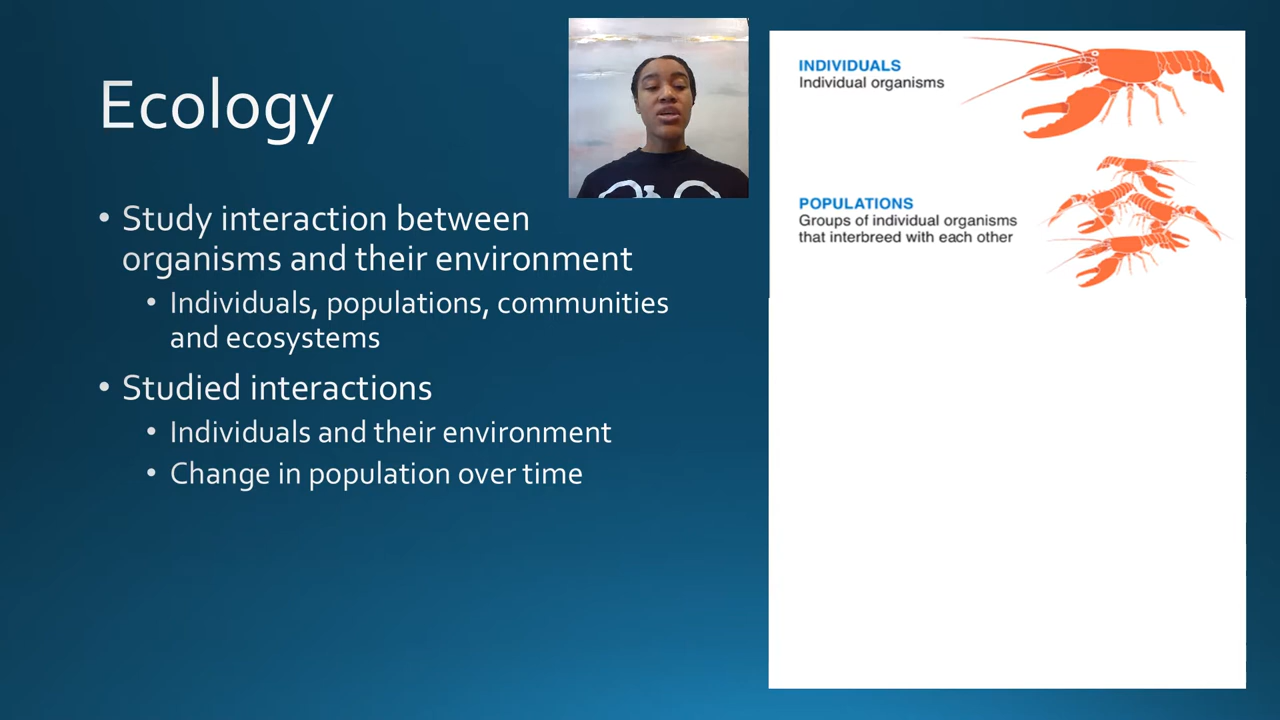 Ecology
• Study interaction between
organisms and their environment
• Individuals, populations, communities
and ecosystems
• Studied interactions
• Individuals and their environment
• Change in population over time
INDIVIDUALS
Individual organisms
POPULATIONS
Groups of individual organisms
that interbreed with each other